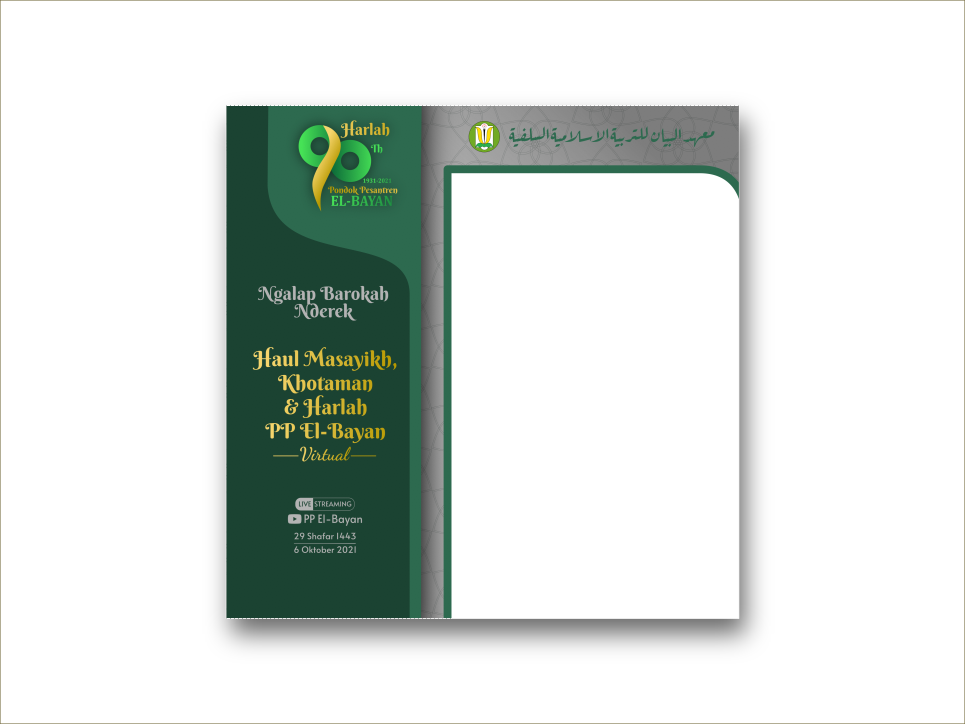 Harlah
90
Th
1931-2021
Pondok Pesantren
EL-BAYAN
معهد البيان للتربية الاسلامية السلفية
Ngalap Barokah
Nderek
Haul Masayikh,
Khotaman
& Harlah
PP El-Bayan
Virtual
LIVE STREAMING
PP El-Bayan
29 Shafar 1443
6 Oktober 2021